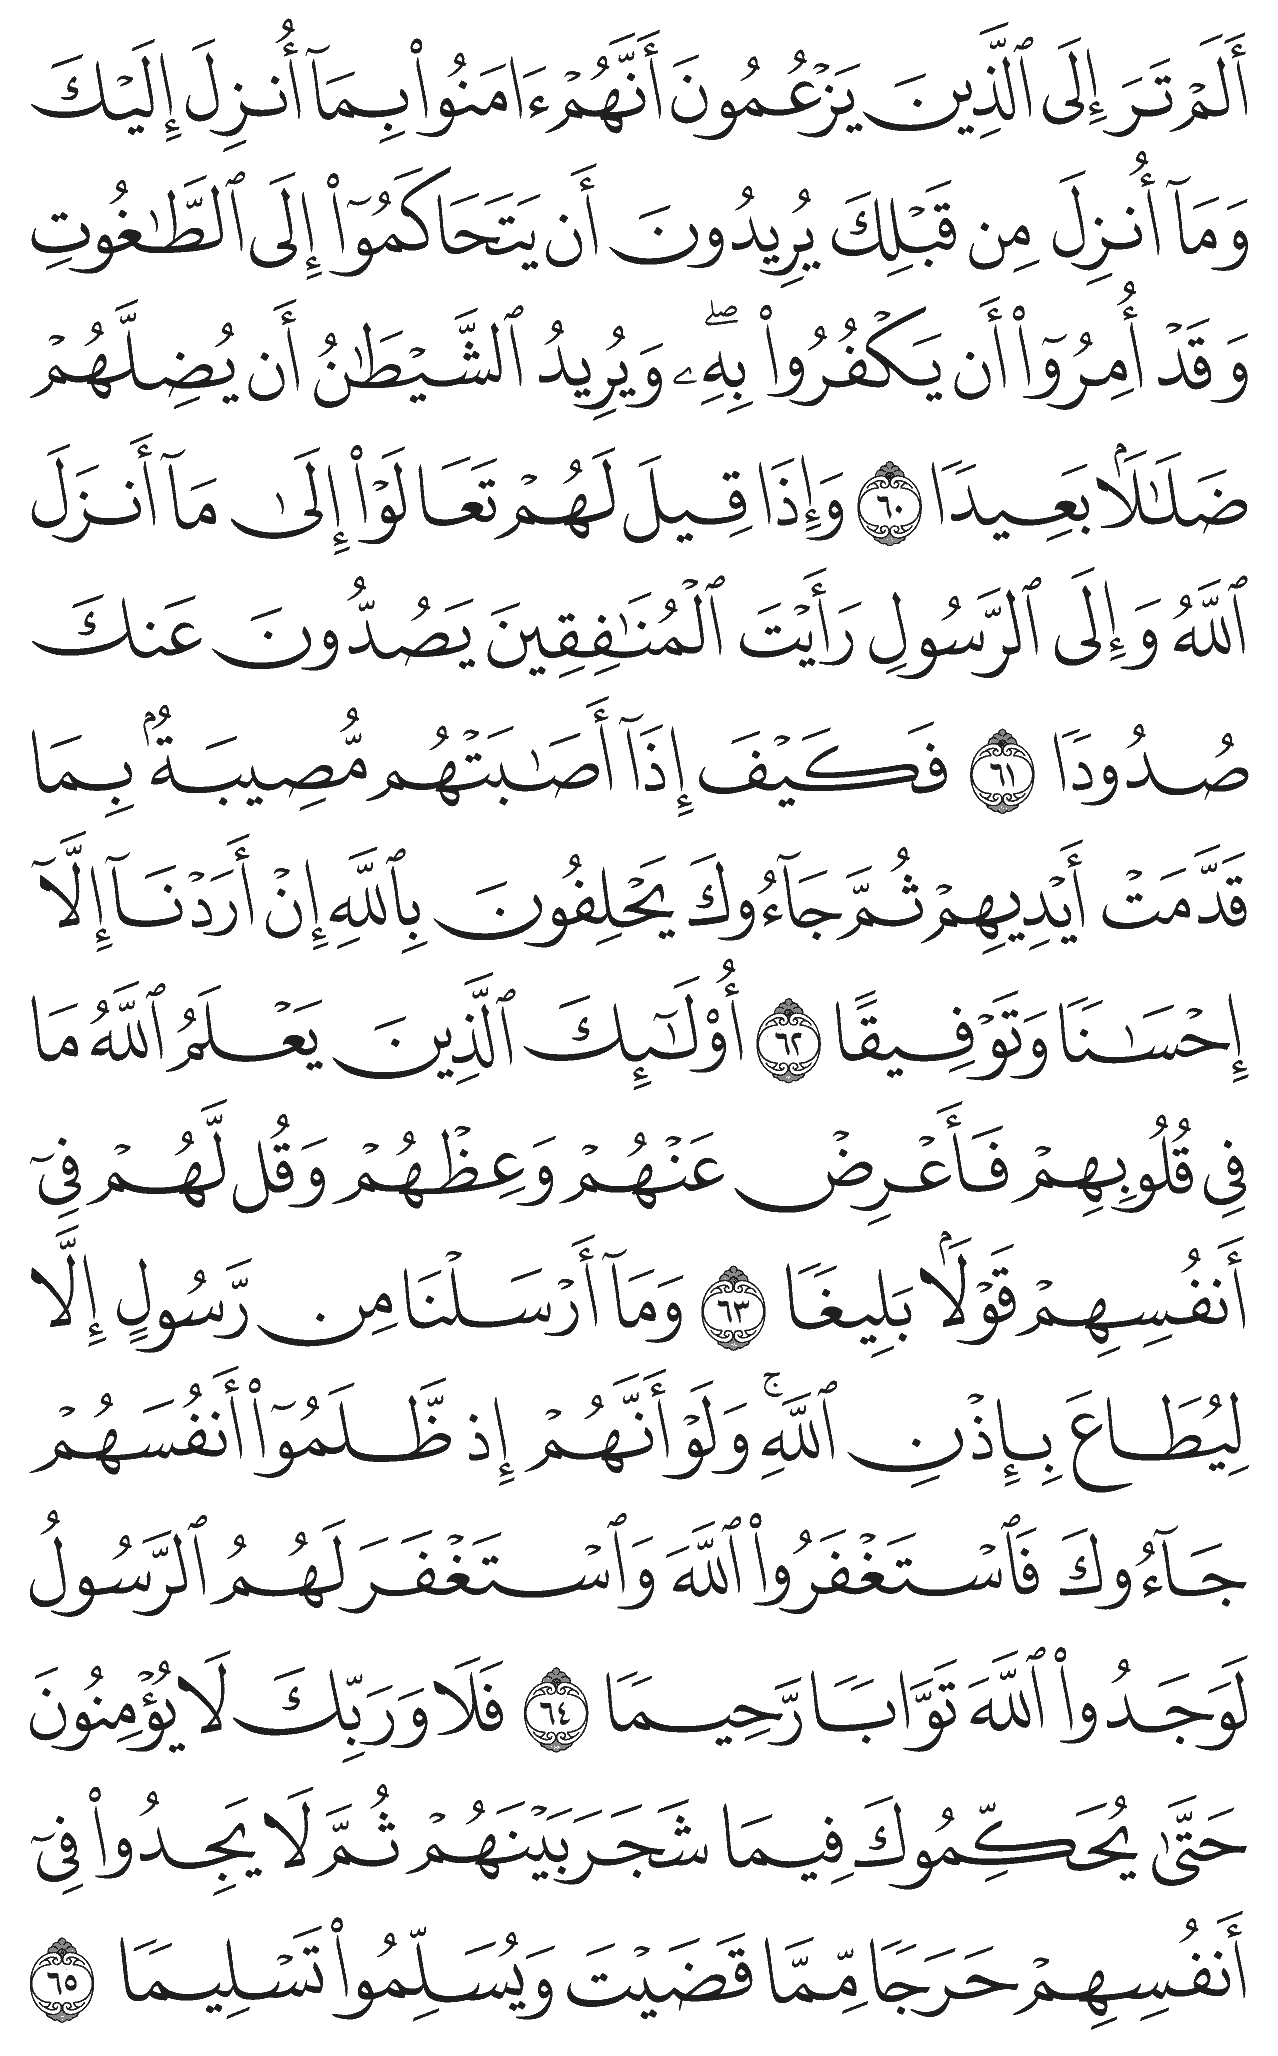 أَلَمۡ تَرَ إِلَى ٱلَّذِينَ يَزۡعُمُونَ أَنَّهُمۡ ءَامَنُواْ بِمَآ أُنزِلَ إِلَيۡكَ
وَمَآ أُنزِلَ مِن قَبۡلِكَ يُرِيدُونَ أَن يَتَحَاكَمُوٓاْ إِلَى ٱلطَّٰغُوتِ
وَقَدۡ أُمِرُوٓاْ أَن يَكۡفُرُواْ بِهِۦۖ وَيُرِيدُ ٱلشَّيۡطَٰنُ أَن يُضِلَّهُمۡ
ضَلَٰلَۢا بَعِيدٗا ٦٠ وَإِذَا قِيلَ لَهُمۡ تَعَالَوۡاْ إِلَىٰ مَآ أَنزَلَ
ٱللَّهُ وَإِلَى ٱلرَّسُولِ رَأَيۡتَ ٱلۡمُنَٰفِقِينَ يَصُدُّونَ عَنكَ
صُدُودٗا ٦١ فَكَيۡفَ إِذَآ أَصَٰبَتۡهُم مُّصِيبَةُۢ بِمَا
قَدَّمَتۡ أَيۡدِيهِمۡ ثُمَّ جَآءُوكَ يَحۡلِفُونَ بِٱللَّهِ إِنۡ أَرَدۡنَآ إِلَّآ
إِحۡسَٰنٗا وَتَوۡفِيقًا ٦٢ أُوْلَٰٓئِكَ ٱلَّذِينَ يَعۡلَمُ ٱللَّهُ مَا
فِي قُلُوبِهِمۡ فَأَعۡرِضۡ عَنۡهُمۡ وَعِظۡهُمۡ وَقُل لَّهُمۡ فِيٓ
أَنفُسِهِمۡ قَوۡلَۢا بَلِيغٗا ٦٣ وَمَآ أَرۡسَلۡنَا مِن رَّسُولٍ إِلَّا
لِيُطَاعَ بِإِذۡنِ ٱللَّهِۚ وَلَوۡ أَنَّهُمۡ إِذ ظَّلَمُوٓاْ أَنفُسَهُمۡ
جَآءُوكَ فَٱسۡتَغۡفَرُواْ ٱللَّهَ وَٱسۡتَغۡفَرَ لَهُمُ ٱلرَّسُولُ
لَوَجَدُواْ ٱللَّهَ تَوَّابٗا رَّحِيمٗا ٦٤ فَلَا وَرَبِّكَ لَا يُؤۡمِنُونَ
حَتَّىٰ يُحَكِّمُوكَ فِيمَا شَجَرَ بَيۡنَهُمۡ ثُمَّ لَا يَجِدُواْ فِيٓ
أَنفُسِهِمۡ حَرَجٗا مِّمَّا قَضَيۡتَ وَيُسَلِّمُواْ تَسۡلِيمٗا ٦٥